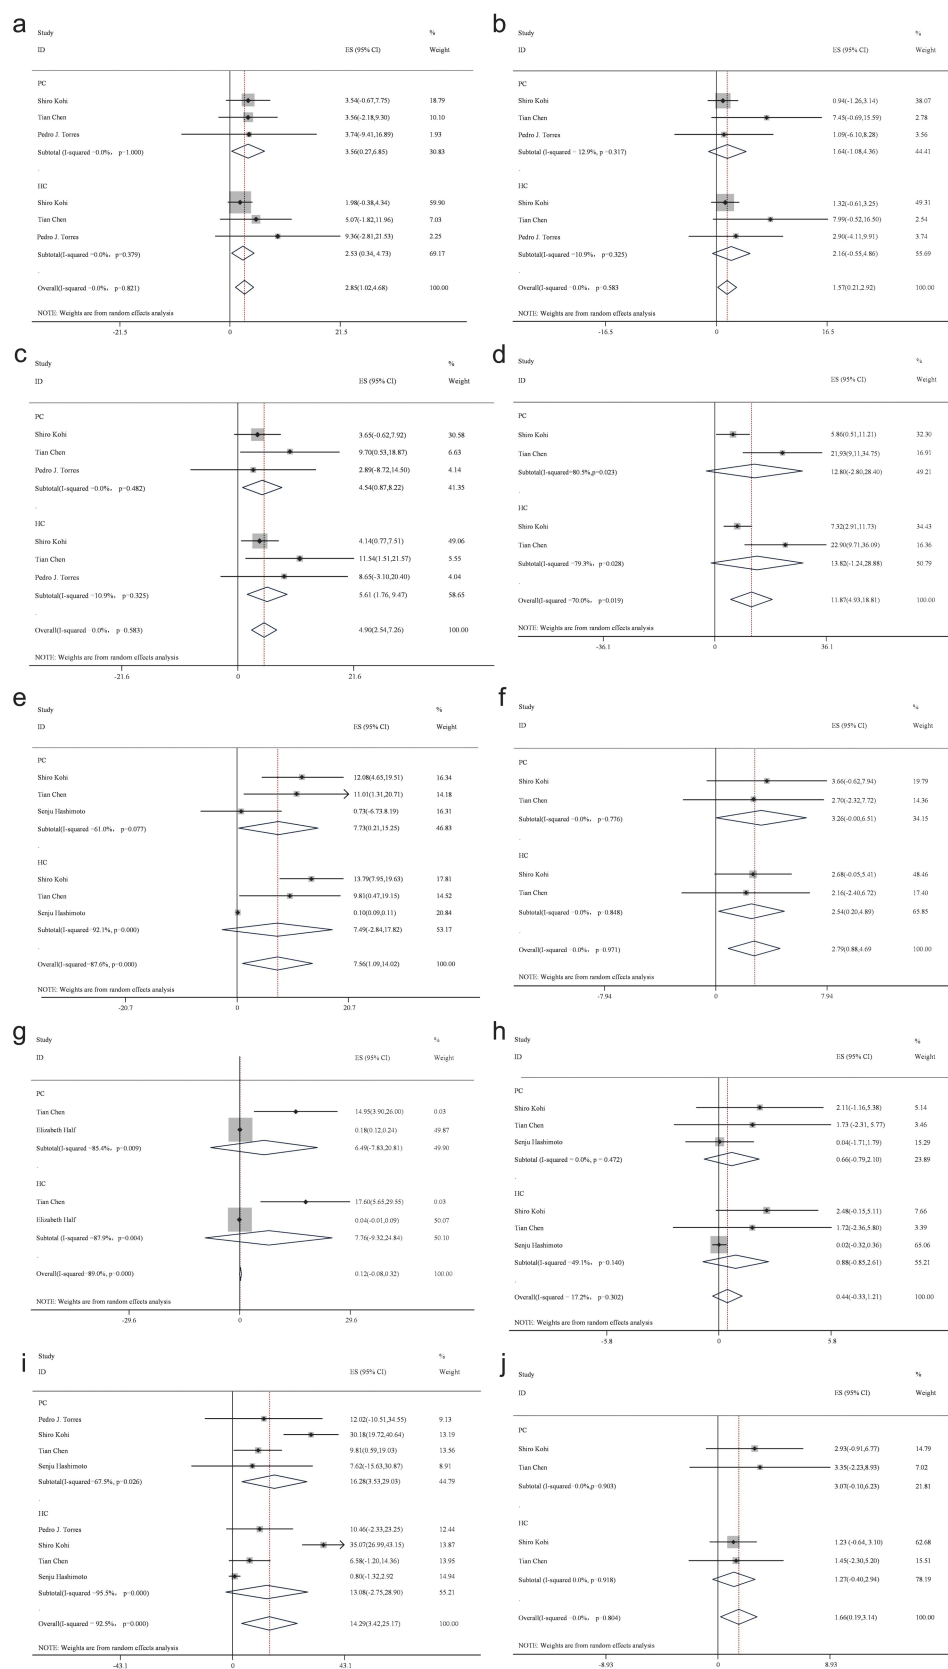 a
Study %
ID ES (95% CI) Weight
PC
Shiro Kohi 3.54(-0.67,7.75) 18.79
Tian Chen 3.56(-2.18,9.30) 10.10
Pedro J. Torres 3.74(-9.41,16.89) 1.93
Subtotal (I-squared =0.0%, p=1.000) 3.56(0.27,6.85) 30.83
.
HC
Shiro Kohi 1.98(-0.38,4.34) 59.90
Tian Chen 5.07(-1.82,11.96) 7.03
Pedro J. Torres 9.36(-2.81,21.53) 2.25
Subtotal(I-squared=0.0%, p=0.379) 2.53 (0.34, 4.73) 69.17
.
Overall(I-squared =0.0%, p=0.821) 2.85(1.02,4.68) 100.00
NOTE: Weights are from random effects analysis
-21.5 0 21.5
b
Study %
ID ES (95% CI) Weight
PC
Shiro Kohi 0.94(-1.26,3.14) 38.07
Tian Chen 7.45(-0.69,15.59) 2.78
Pedro J. Torres 1.09(-6.10,8.28) 3.56
Subtotal (I-squared = 12.9%, p=0.317) 1.64(-1.08,4.36) 44.41
.
HC
Shiro Kohi 1.32(-0.61,3.25) 49.31
Tian Chen 7.99(-0.52,16.50) 2.54
Pedro J. Torres 2.90(-4.11,9.91) 3.74
Subtotal(I-squared=10.9%, p=0.325) 2.16(-0.55,4.86) 55.69
.
Overall(I-squared =0.0%, p=0.583 1.57(0.21,2.92) 100.00
NOTE: Weights are from random effects analysis
-16.5 0 16.5
c
Study %
ID ES (95% CI) Weight
PC
Shiro Kohi 3.65(-0.62,7.92) 30.58
Tian Chen 9.70(0.53,18.87) 6.63
Pedro J. Torres 2.89(-8.72,14.50) 4.14
Subtotal(I-squared =0.0%, p=0.482) 4.54(0.87,8.22) 41.35
.
HC
Shiro Kohi 4.14(0.77,7.51) 49.06
Tian Chen 11.54(1.51,21.57) 5.55
Pedro J. Torres 8.65(-3.10,20.40) 4.04
Subtotal(I-squared=10.9%, p=0.325) 5.61 (1.76, 9.47) 58.65
.
Overall(I-squared =0.0%, p=0.583) 4.90(2.54,7.26) 100.00
NOTE: Weights are from random effects analysis
-21.6 0 21.6
d
Study %
ID ES (95% CI) Weight
PC
Shiro Kohi 5.86(0.51,11.21) 32.30
Tian Chen 21,93(9,11,34.75) 16.91
Subtotal(I-squared=80.5%,p=0.023) 12.80(-2.80,28.40) 49.21
.
HC
Shiro Kohi 7.32(2.91,11.73) 34.43
Tian Chen 22.90(9.71,36.09) 16.36
Subtotal(I-squared =79.3%, p=0.028) 13.82(-1.24,28.88) 50.79
.
Overall(I-squared =70.0%, p=0.019) 11.87(4.93,18.81) 100.00
NOTE: Weights are from random effects analysis
-36.1 0 36.1
e
Study %
ID ES (95% CI) Weight
PC
Shiro Kohi 12.08(4.65,19.51) 16.34
Tian Chen 11.01(1.31,20.71) 14.18
Senju Hashimoto 0.73(-6.73.8.19) 16.31
Subtotal(I-squared =61.0%, p=0.077) 7.73(0.21,15.25) 46.83
.
HC
Shiro Kohi 13.79(7.95,19.63) 17.81
Tian Chen 9.81(0.47,19.15) 14.52
Senju Hashimoto 0.10(0.09,0.11) 20.84
Subtotal(I-squared=92.1%, p=0.000) 7.49(-2.84,17.82) 53.17
.
Overall(I-squared=87.6%, p=0.000) 7.56(1.09,14.02) 100.00
NOTE: Weights are from random effects analysis
-20.7 0 20.7
f
Study %
ID ES (95% CI) Weight
PC
Shiro Kohi 3.66(-0.62,7.94) 19.79
Tian Chen 2.70(-2.32,7.72) 14.36
Subtotal(I-squared =0.0%, p=0.776) 3.26(-0.00,6.51) 34.15
.
HC
Shiro Kohi 2.68(-0.05,5.41) 48.46
Tian Chen 2.16(-2.40,6.72) 17.40
Subtotal(I-squared =0.0%, p=0.848) 2.54(0.20,4.89) 65.85
.
Overall(I-squared =0.0%, p=0.971) 2.79(0.88,4.69 100.00
NOTE: Weights are from random effects analysis
-7.94 0 7.94
g
Study %
ID ES (95% CI) Weight
PC
Tian Chen 14.95(3.90,26.00) 0.03
Elizabeth Half 0.18(0.12,0.24) 49.87
Subtotal(I-squared=85.4%, p=0.009) 6.49(-7.83,20.81) 49.90
.
HC
Tian Chen 17.60(5.65,29.55) 0.03
Elizabeth Half 0.04(-0.01,0.09) 50.07
Subtotal (I-squared =87.9%, p=0.004) 7.76(-9.32,24.84) 50.10
.
Overall(I-squared=89.0%, p=0.000) 0.12(-0.08,0.32) 100.00
NOTE: Weights are from random effects analysis
-29.6 0 29.6
h
Study %
ID ES (95% CI) Weight
PC
Shiro Kohi 2.11(-1.16,5.38) 5.14
Tian Chen 1.73 (-2.31, 5.77) 3.46
Senju Hashimoto 0.04(-1.71,1.79) 15.29
Subtotal (I-squared = 0.0%, p = 0.472) 0.66(-0.79,2.10) 23.89
.
HC
Shiro Kohi 2.48(-0.15,5.11) 7.66
Tian Chen 1.72(-2.36,5.80) 3.39
Senju Hashimoto 0.02(-0.32,0.36) 65.06
Subtotal(I-squared=49.1%, p=0.140) 0.88(-0.85,2.61) 55.21
.
Overall(I-squared = 17.2%, p=0.302) 0.44(-0.33,1.21) 100.00
NOTE: Weights are from random effects analysis
-5.8 0 5.8
i
Study %
ID ES (95% CI) Weight
PC
Pedro J. Torres 12.02(-10.51,34.55) 9.13
Shiro Kohi 30.18(19.72,40.64) 13.19
Tian Chen 9.81(0.59,19.03) 13.56
Senju Hashimoto 7.62(-15.63,30.87) 8.91
Subtotal(I-squared=67.5%, p=0.026) 16.28(3.53,29.03) 44.79
.
HC
Pedro J. Torres 10.46(-2.33,23.25) 12.44
Shiro Kohi 35.07(26.99,43.15) 13.87
Tian Chen 6.58(-1.20,14.36) 13.95
Senju Hashimoto 0.80(-1.32,2.92 14.94
Subtotal(I-squared=95.5%, p=0.000) 13.08(-2.75,28.90) 55.21
.
Overall(I-squared = 92.5%, p=0.000) 14.29(3.42,25.17) 100.00
NOTE: Weights are from random effects analysis
-43.1 0 43.1
j
Study %
ID ES (95% CI) Weight
PC
Shiro Kohi 2.93(-0.91,6.77) 14.79
Tian Chen 3.35(-2.23,8.93) 7.02
Subtotal (I-squared=0.0%,p=0.903) 3.07(-0.10,6.23) 21.81
.
HC
Shiro Kohi 1.23 (-0.64, 3.10) 62.68
Tian Chen 1.45(-2.30,5.20) 15.51
Subtotal (I-squared 0.0%, p=0.918) 1.27(-0.40,2.94) 78.19
.
Overall(I-squared =0.0%, p=0.804) 1.66(0.19,3.14) 100.00
NOTE: Weights are from random effects analysis
-8.93 0 8.93